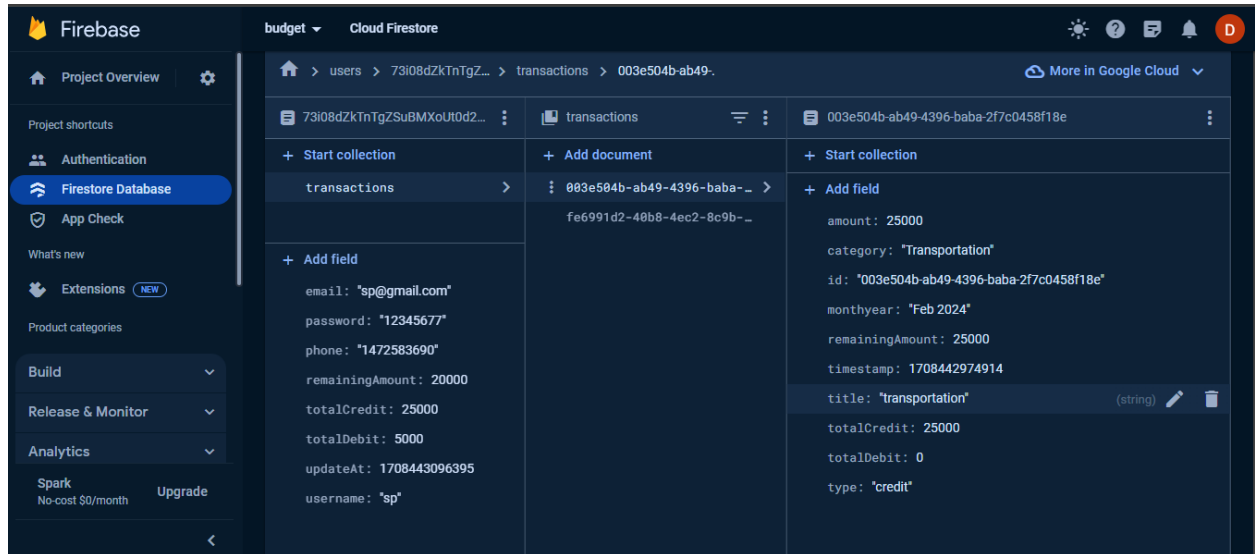 Firebase
budget Cloud Firestore
D
Project Overview
Project shortcuts
Authentication
Firestore Database
App Check
What's new
Extensions NEW
Product categories
Build
Release & Monitor
Analytics
Spark
No-cost $0/month
Upgrade
> users > 73i08dZkTnTgZ… > transactions > 003e504b-ab49-.
More in Google Cloud
73i08dZkTnTgZSuBMXoUt0d2…
+ Start collection
transactions
+ Add field
email: "sp@gmail.com"
password: "12345677"
phone: "1472583690"
remainingAmount: 20000
totalCredit: 25000
totalDebit: 5000
updateAt: 1708443096395
username: "sp"
transactions
+ Add document
003e504b-ab49-4396-baba-…
fe6991d2-40b8-4ec2-8c9b-…
003e504b-ab49-4396-baba-2f7c0458f18e
+ Start collection
+ Add field
amount: 25000
category: "Transportation"
id: "003e504b-ab49-4396-baba-2f7c0458f18e"
monthyear: "Feb 2024"
remainingAmount: 25000
timestamp: 1708442974914
title: "transportation" (string)
totalCredit: 25000
totalDebit: 0
type: "credit"